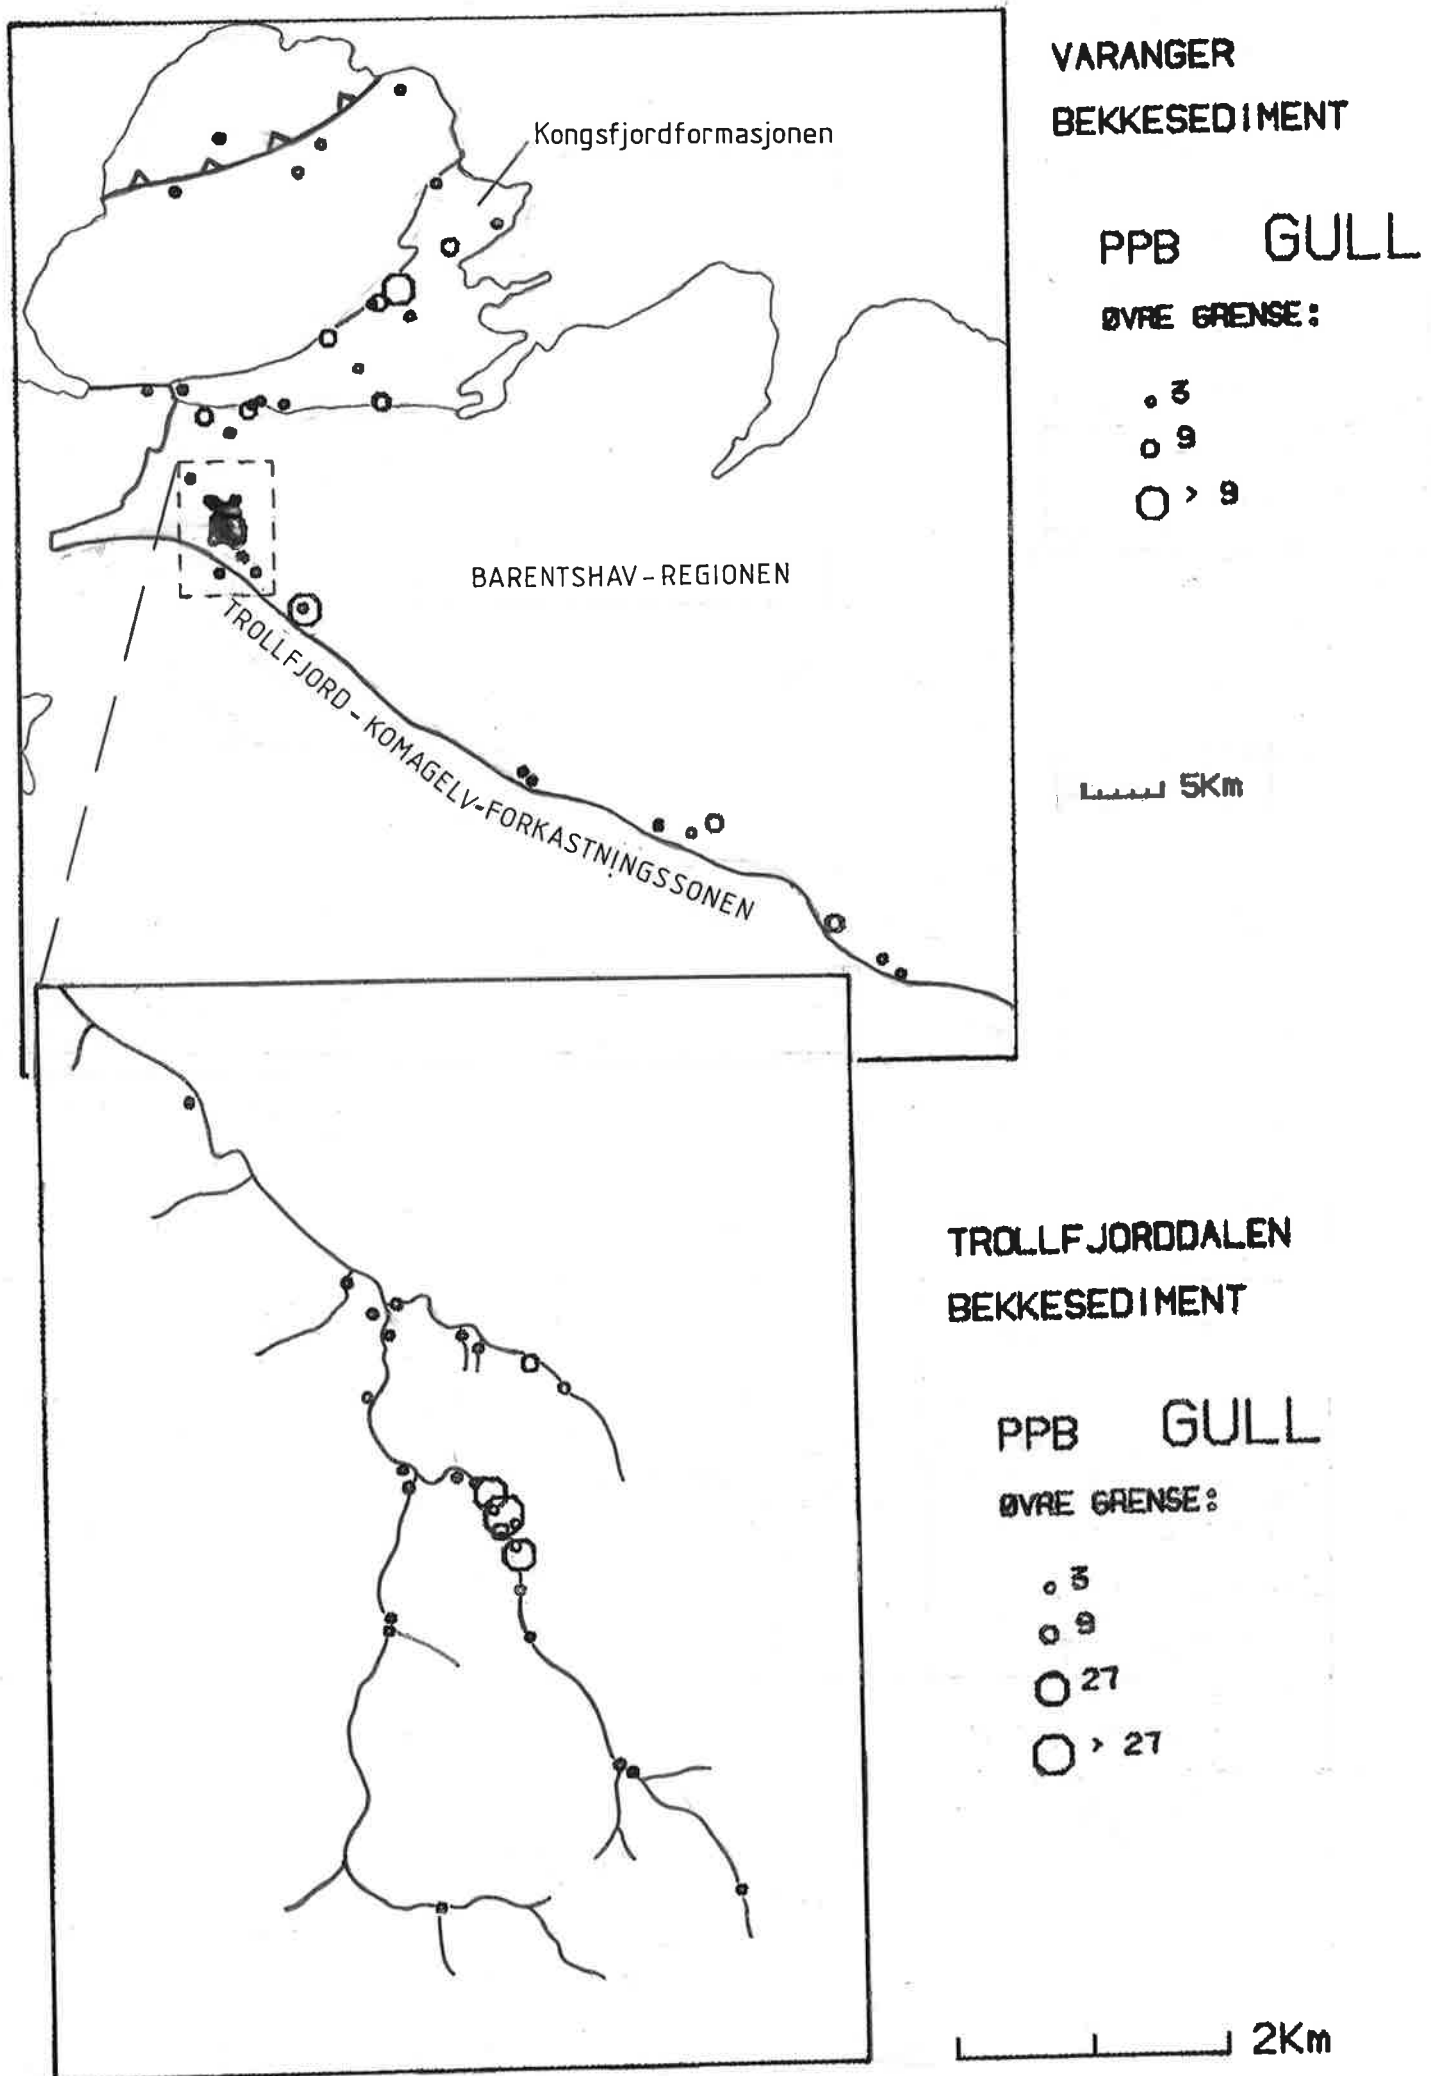 VARANGER
BEKKESEDIMENT
PPB GULL
ØVRE GRENSE:
3
9
> 9
5Km
Kongsfjordformasjonen
BARENTSHAV-REGIONEN
TROLLFJORD-KOMAGELV-FORKASTNINGSSONEN
TROLLFJORDDALEN
BEKKESEDIMENT
PPB GULL
ØVRE GRENSE:
3
9
27
> 27
2Km